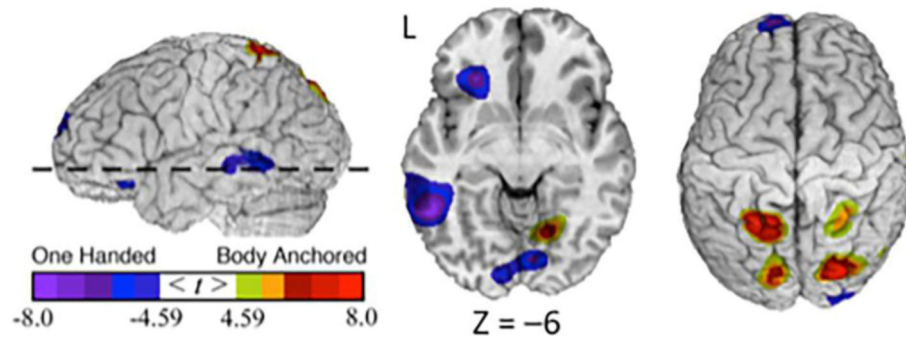 L
One Handed Body Anchored
< t >
-8.0 -4.59 4.59 8.0
Z = −6